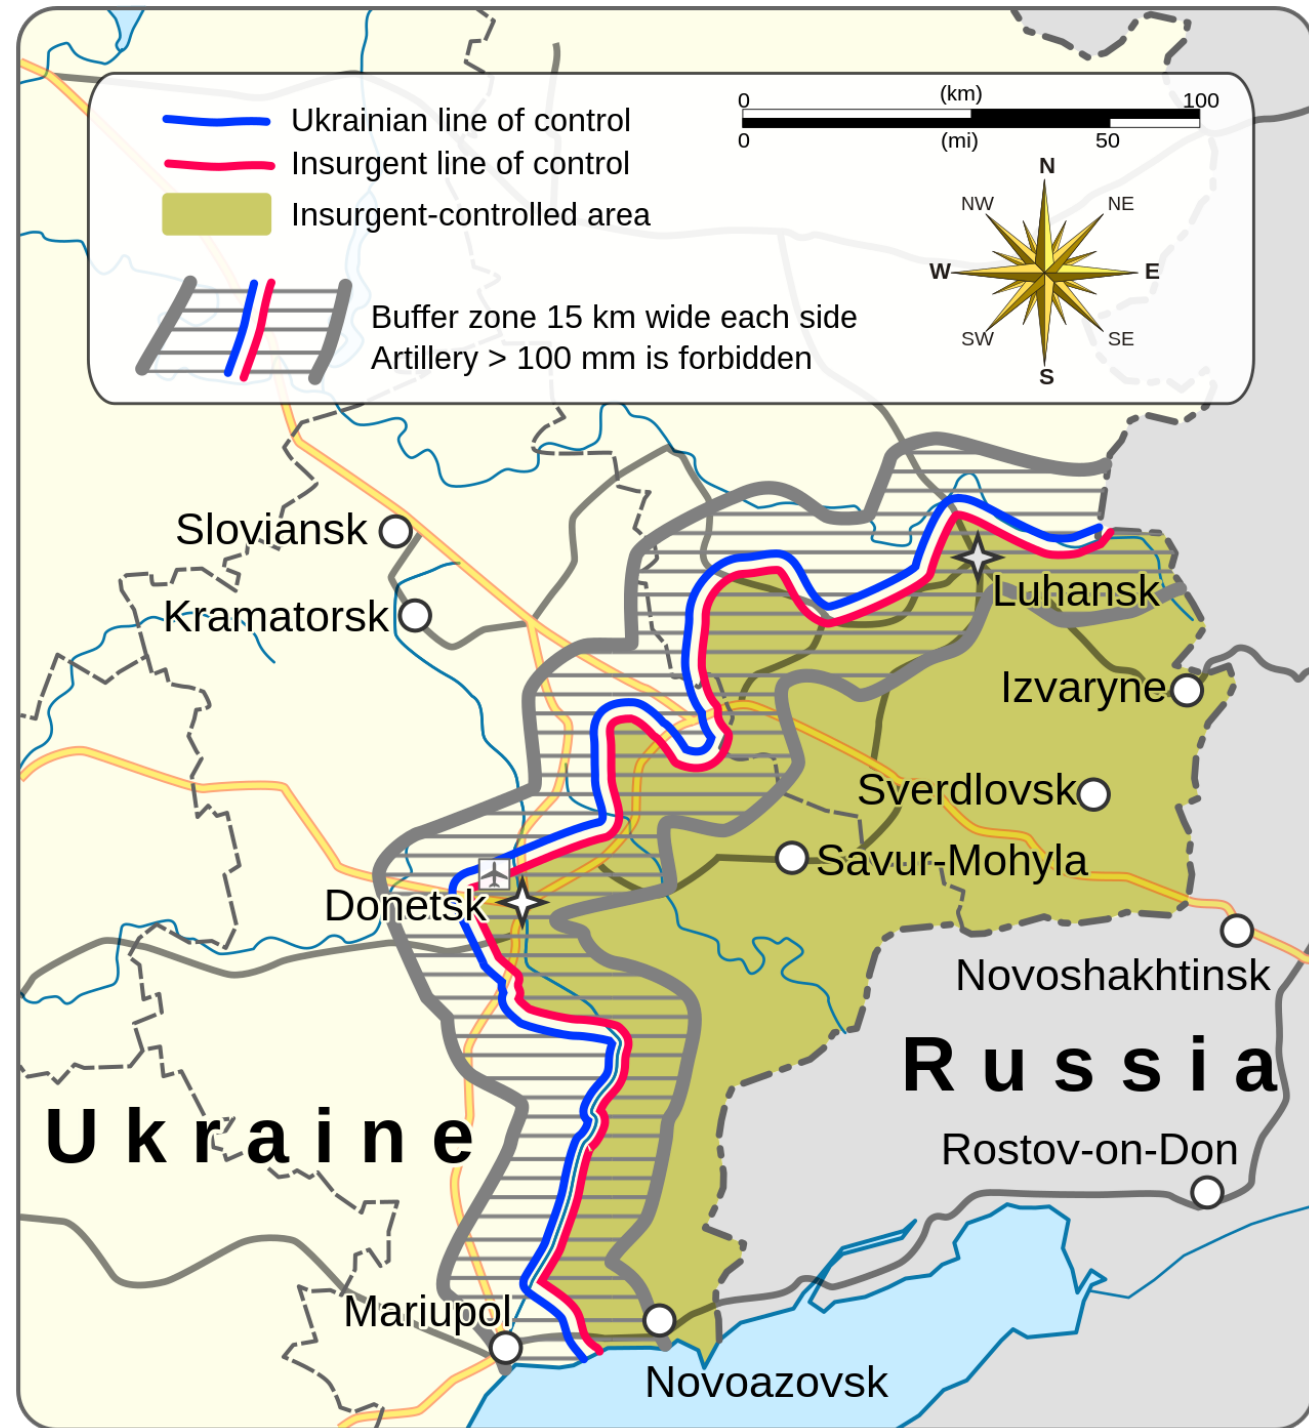 Ukrainian line of control
Insurgent line of control
Insurgent-controlled area
Buffer zone 15 km wide each side
Artillery > 100 mm is forbidden
0 (km) 100
0 (mi) 50
N
NW NE
W E
SW SE
S
Sloviansk
Kramatorsk
Luhansk
Izvaryne
Sverdlovsk
Savur-Mohyla
Donetsk
Novoshakhtinsk
Russia
Ukraine
Rostov-on-Don
Mariupol
Novoazovsk